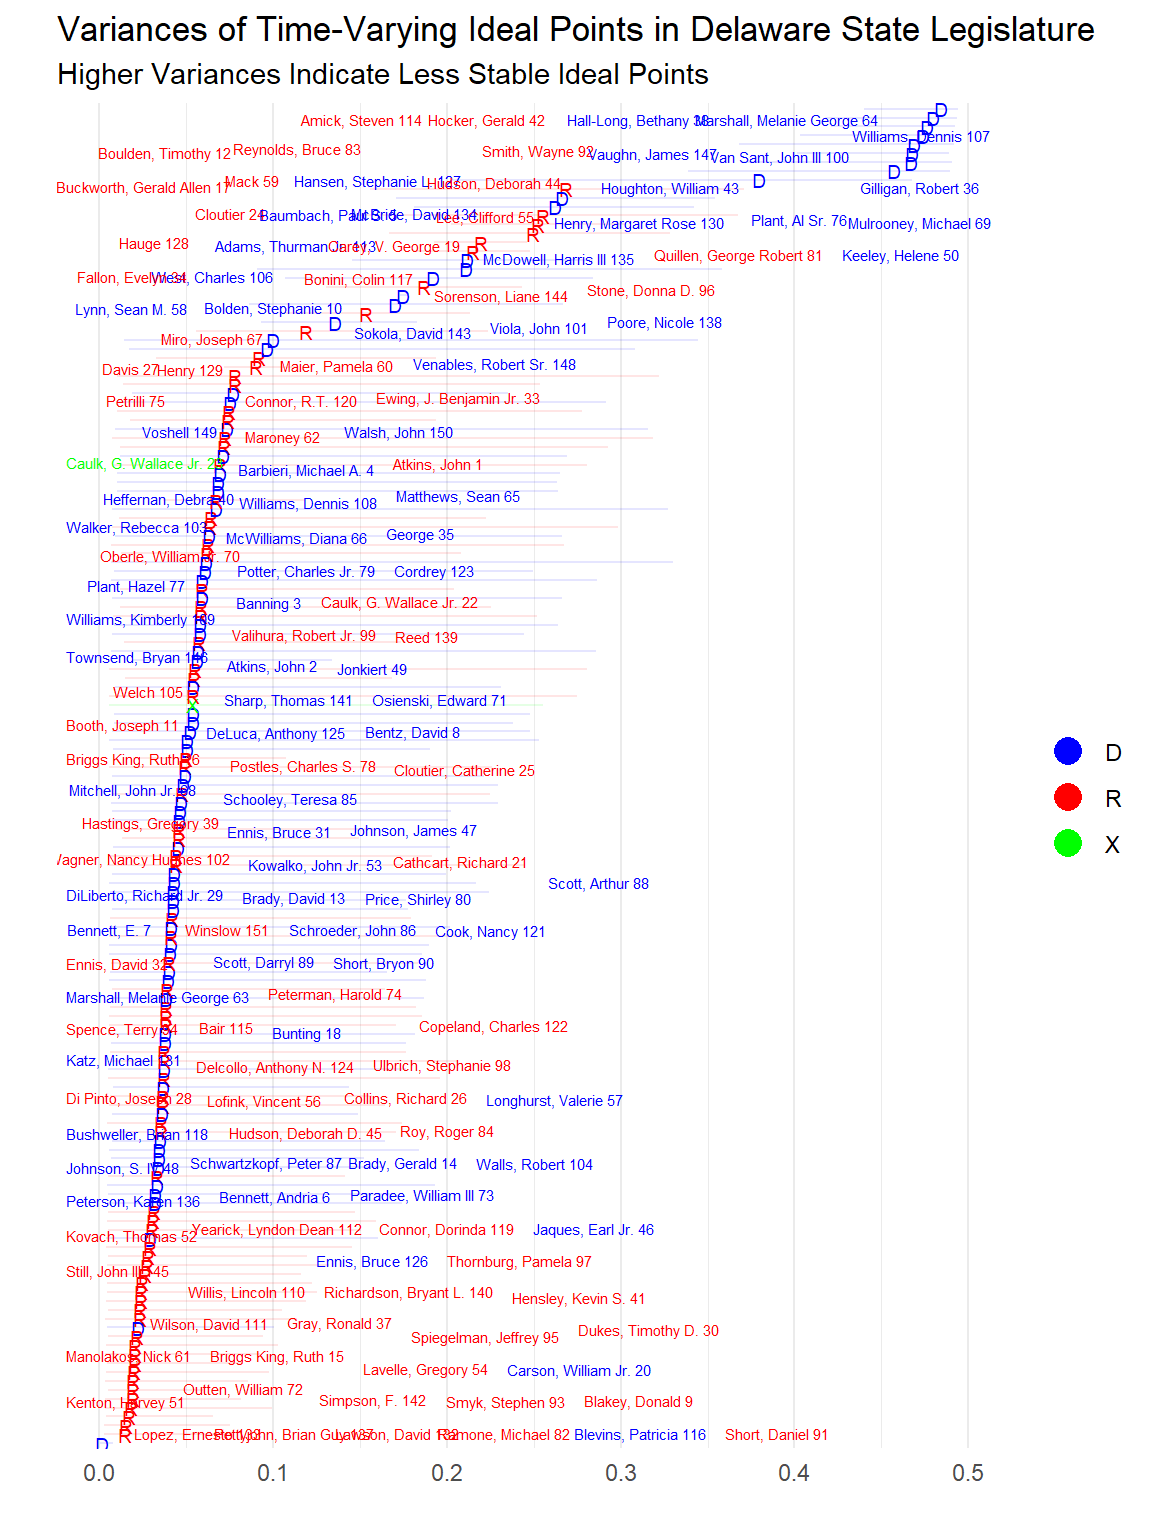 Variances of Time-Varying Ideal Points in Delaware State Legislature
Higher Variances Indicate Less Stable Ideal Points
Amick, Steven 114 Hocker, Gerald 42 Hall-Long, Bethany 38 Marshall, Melanie George 64
Williams, Dennis 107
Boulden, Timothy 12 Reynolds, Bruce 83 Smith, Wayne 92 Vaughn, James 147 Van Sant, John III 100
Buckworth, Gerald Allen 17 Mack 59 Hansen, Stephanie L. 127 Hudson, Deborah 44 Houghton, William 43 Gilligan, Robert 36
Cloutier 24 Baumbach, Paul S. 5 McBride, David 134 Lee, Clifford 55 Henry, Margaret Rose 130 Plant, Al Sr. 76 Mulrooney, Michael 69
Hauge 128 Adams, Thurman Jr. 113 Carey, V. George 19 McDowell, Harris III 135 Quillen, George Robert 81 Keeley, Helene 50
Fallon, Evelyn 34 West, Charles 106 Bonini, Colin 117 Sorenson, Liane 144 Stone, Donna D. 96
Lynn, Sean M. 58 Bolden, Stephanie 10 Sokola, David 143 Viola, John 101 Poore, Nicole 138
Miro, Joseph 67
Davis 27 Henry 129 Maier, Pamela 60 Venables, Robert Sr. 148
Petrilli 75 Connor, R.T. 120 Ewing, J. Benjamin Jr. 33
Voshell 149 Maroney 62 Walsh, John 150
Caulk, G. Wallace Jr. Barbieri, Michael A. 4 Atkins, John 1
Heffernan, Debra 40 Williams, Dennis 108 Matthews, Sean 65
Walker, Rebecca 103 McWilliams, Diana 66 George 35
Oberle, William Jr. 70
Plant, Hazel 77 Potter, Charles Jr. 79 Cordrey 123
Banning 3 Caulk, G. Wallace Jr. 22
Williams, Kimberly 109 Valihura, Robert Jr. 99 Reed 139
Townsend, Bryan 146 Atkins, John 2 Jonkiert 49
Welch 105 Sharp, Thomas 141 Osienski, Edward 71
Booth, Joseph 11 DeLuca, Anthony 125 Bentz, David 8
Briggs King, Ruth 16 Postles, Charles S. 78 Cloutier, Catherine 25
Mitchell, John Jr. 68 Schooley, Teresa 85
Hastings, Gregory 39 Ennis, Bruce 31 Johnson, James 47
Wagner, Nancy Hughes 102 Kowalko, John Jr. 53 Cathcart, Richard 21
Scott, Arthur 88
DiLiberto, Richard Jr. 29 Brady, David 13 Price, Shirley 80
Bennett, E. 7 Winslow 151 Schroeder, John 86 Cook, Nancy 121
Ennis, David 32 Scott, Darryl 89 Short, Bryon 90
Marshall, Melanie George 63 Peterman, Harold 74
Spence, Terry 94 Bair 115 Bunting 18 Copeland, Charles 122
Katz, Michael 131 Delcollo, Anthony N. 124 Ulbrich, Stephanie 98
Di Pinto, Joseph 28 Lofink, Vincent 56 Collins, Richard 26 Longhurst, Valerie 57
Bushweller, Brian 118 Hudson, Deborah D. 45 Roy, Roger 84
Johnson, S. IV 48 Schwartzkopf, Peter 87 Brady, Gerald 14 Walls, Robert 104
Peterson, Karen 136 Bennett, Andria 6 Paradee, William III 73
Kovach, Thomas 52 Yearick, Lyndon Dean 112 Connor, Dorinda 119 Jaques, Earl Jr. 46
Ennis, Bruce 126 Thornburg, Pamela 97
Still, John III 145
Willis, Lincoln 110 Richardson, Bryant L. 140 Hensley, Kevin S. 41
Wilson, David 111 Gray, Ronald 37 Spiegelman, Jeffrey 95 Dukes, Timothy D. 30
Manolakos, Nick 61 Briggs King, Ruth 15
Lavelle, Gregory 54 Carson, William Jr. 20
Outten, William 72
Kenton, Harvey 51 Simpson, F. 142 Smyk, Stephen 93 Blakey, Donald 9
Lopez, Ernesto 133 Pettyjohn, Brian Guy 137 Lawson, David 132 Ramone, Michael 82 Blevins, Patricia 116 Short, Daniel 91
0.0 0.1 0.2 0.3 0.4 0.5
D
R
X